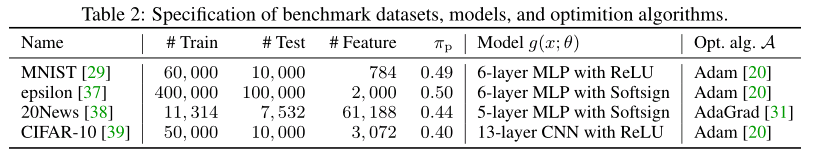 Table 2: Specification of benchmark datasets, models, and optimition algorithms.
Name # Train # Test # Feature πp Model g(x; θ) Opt. alg. A
MNIST [29] 60,000 10,000 784 0.49 6-layer MLP with ReLU Adam [20]
epsilon [37] 400,000 100,000 2,000 0.50 6-layer MLP with Softsign Adam [20]
20News [38] 11,314 7,532 61,188 0.44 5-layer MLP with Softsign AdaGrad [31]
CIFAR-10 [39] 50,000 10,000 3,072 0.40 13-layer CNN with ReLU Adam [20]